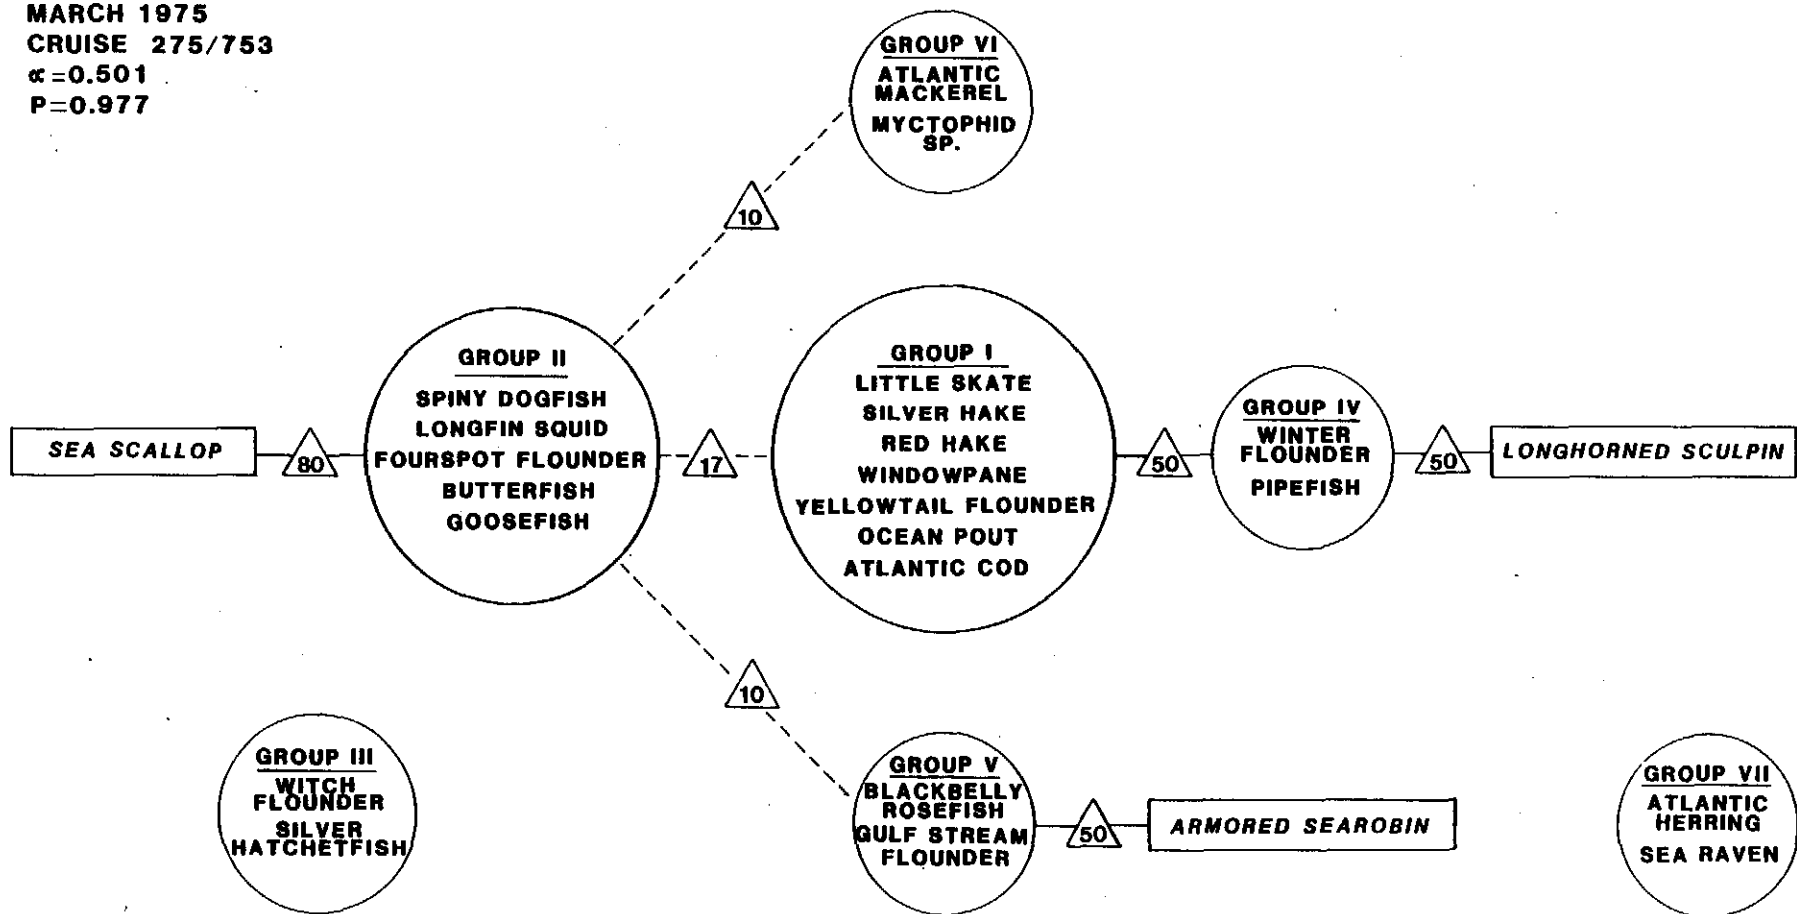 MARCH 1975
CRUISE 275/753
α=0.501
P=0.977
GROUP VI
ATLANTIC
MACKEREL
MYCTOPHID
SP.
10
GROUP II
SPINY DOGFISH
LONGFIN SQUID
FOURSPOT FLOUNDER
BUTTERFISH
GOOSEFISH
SEA SCALLOP
80
17
GROUP I
LITTLE SKATE
SILVER HAKE
RED HAKE
WINDOWPANE
YELLOWTAIL FLOUNDER
OCEAN POUT
ATLANTIC COD
50
GROUP IV
WINTER
FLOUNDER
PIPEFISH
50
LONGHORNED SCULPIN
10
GROUP III
WITCH
FLOUNDER
SILVER
HATCHETFISH
GROUP V
BLACKBELLY
ROSEFISH
GULF STREAM
FLOUNDER
50
ARMORED SEAROBIN
GROUP VII
ATLANTIC
HERRING
SEA RAVEN